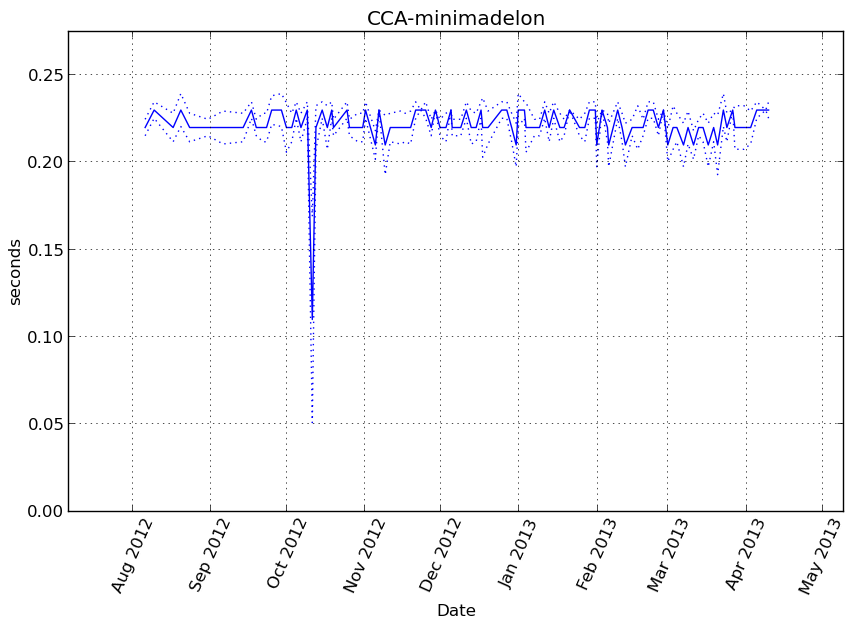 CCA-minimadelon
0.25
0.20
0.15
0.10
0.05
0.00
seconds
Aug 2012
Sep 2012
Oct 2012
Nov 2012
Dec 2012
Jan 2013
Feb 2013
Mar 2013
Apr 2013
May 2013
Date